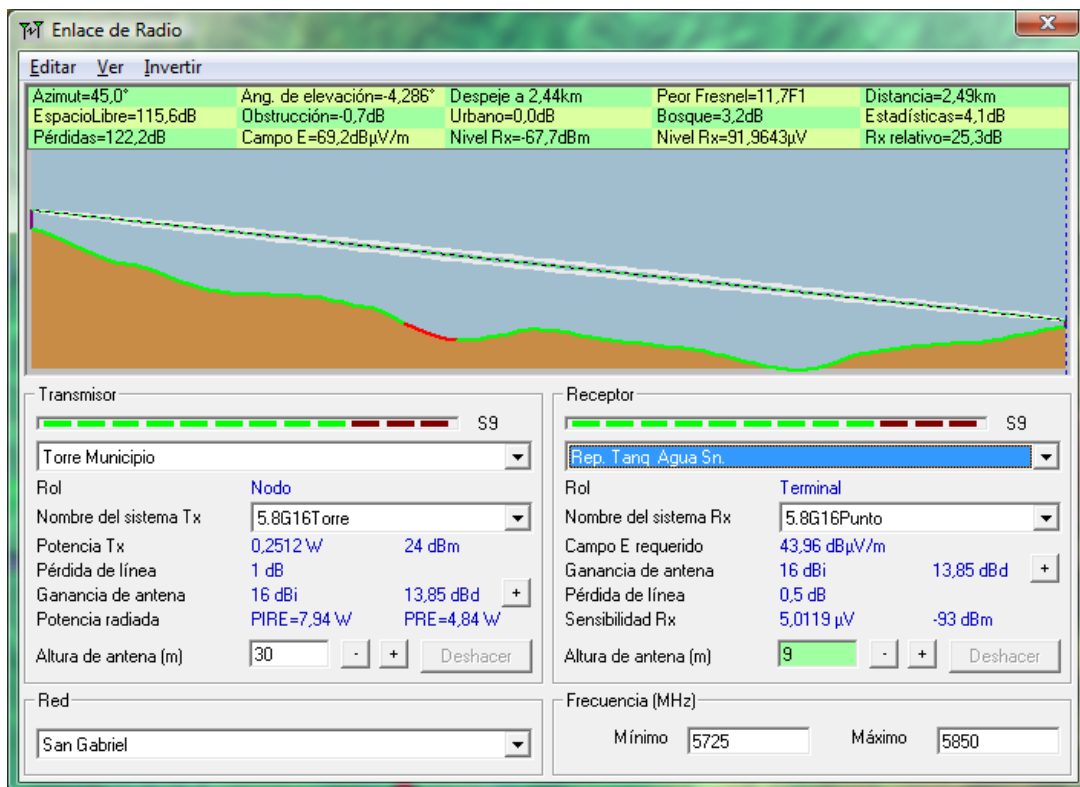 Enlace de Radio
Editar Ver Invertir
Azimut=45,0° Ang. de elevación=-4,286° Despeje a 2,44km Peor Fresnel=11,7F1 Distancia=2,49km
EspacioLibre=115,6dB Obstrucción=-0,7dB Urbano=0,0dB Bosque=3,2dB Estadísticas=4,1dB
Pérdidas=122,2dB Campo E=69,2dBµV/m Nivel Rx=-67,7dBm Nivel Rx=91,9643µV Rx relativo=25,3dB
Transmisor
S9
Torre Municipio
Rol Nodo
Nombre del sistema Tx 5.8G16Torre
Potencia Tx 0,2512 W 24 dBm
Pérdida de línea 1 dB
Ganancia de antena 16 dBi 13,85 dBd +
Potencia radiada PIRE=7,94 W PRE=4,84 W
Altura de antena (m) 30 - + Deshacer
Receptor
S9
Rep. Tanq Agua Sn.
Rol Terminal
Nombre del sistema Rx 5.8G16Punto
Campo E requerido 43,96 dBµV/m
Ganancia de antena 16 dBi 13,85 dBd +
Pérdida de línea 0,5 dB
Sensibilidad Rx 5,0119 µV -93 dBm
Altura de antena (m) 9 - + Deshacer
Red
San Gabriel
Frecuencia (MHz)
Mínimo 5725 Máximo 5850